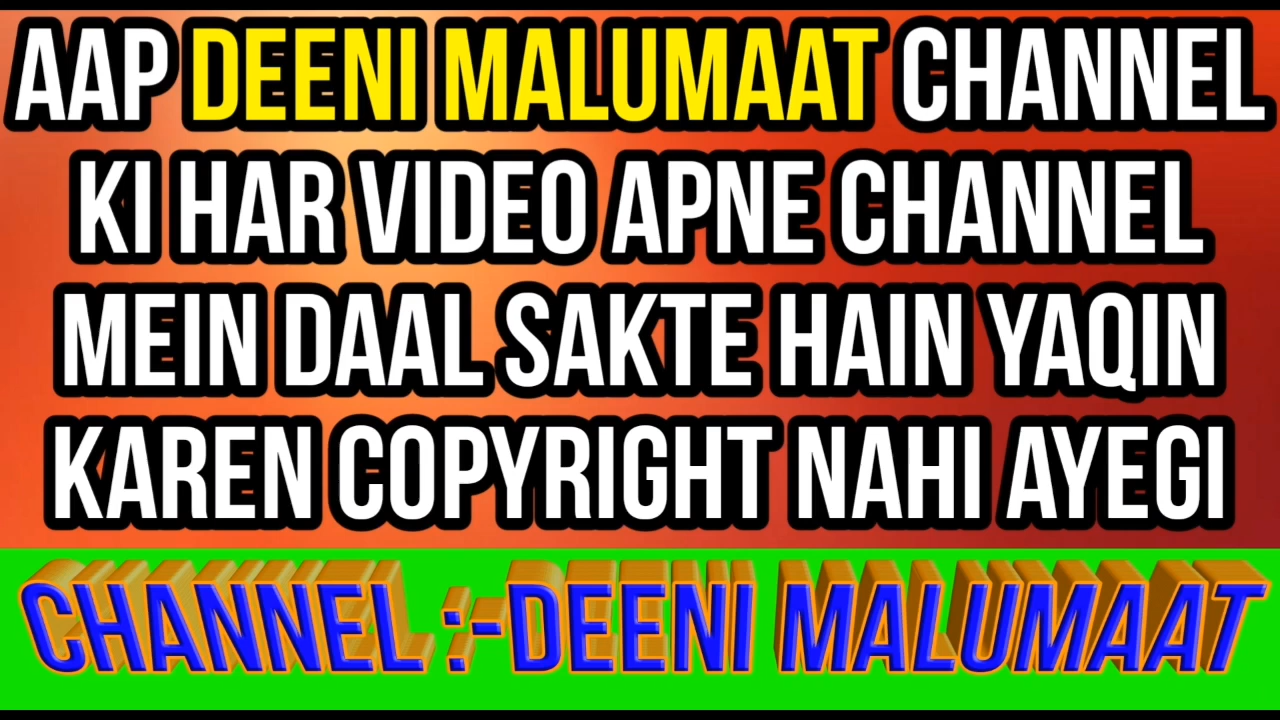 AAP DEENI MALUMAAT CHANNEL
KI HAR VIDEO APNE CHANNEL
MEIN DAAL SAKTE HAIN YAQIN
KAREN COPYRIGHT NAHI AYEGI
CHANNEL :-DEENI MALUMAAT